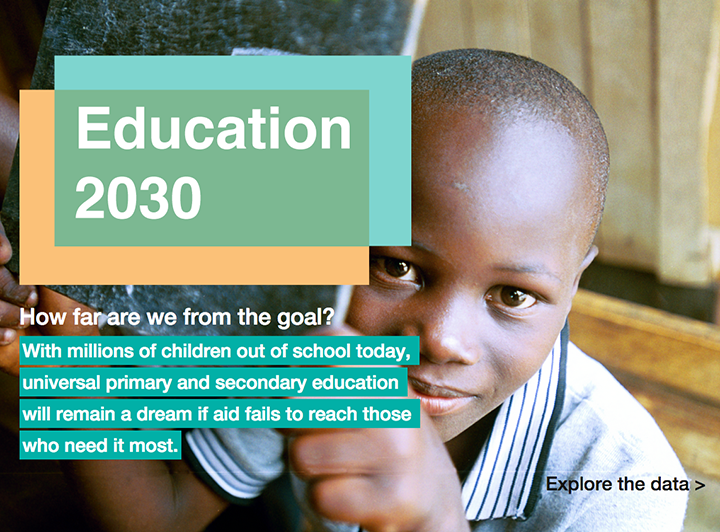 Education
2030
How far are we from the goal?
With millions of children out of school today,
universal primary and secondary education
will remain a dream if aid fails to reach those
who need it most.
Explore the data >